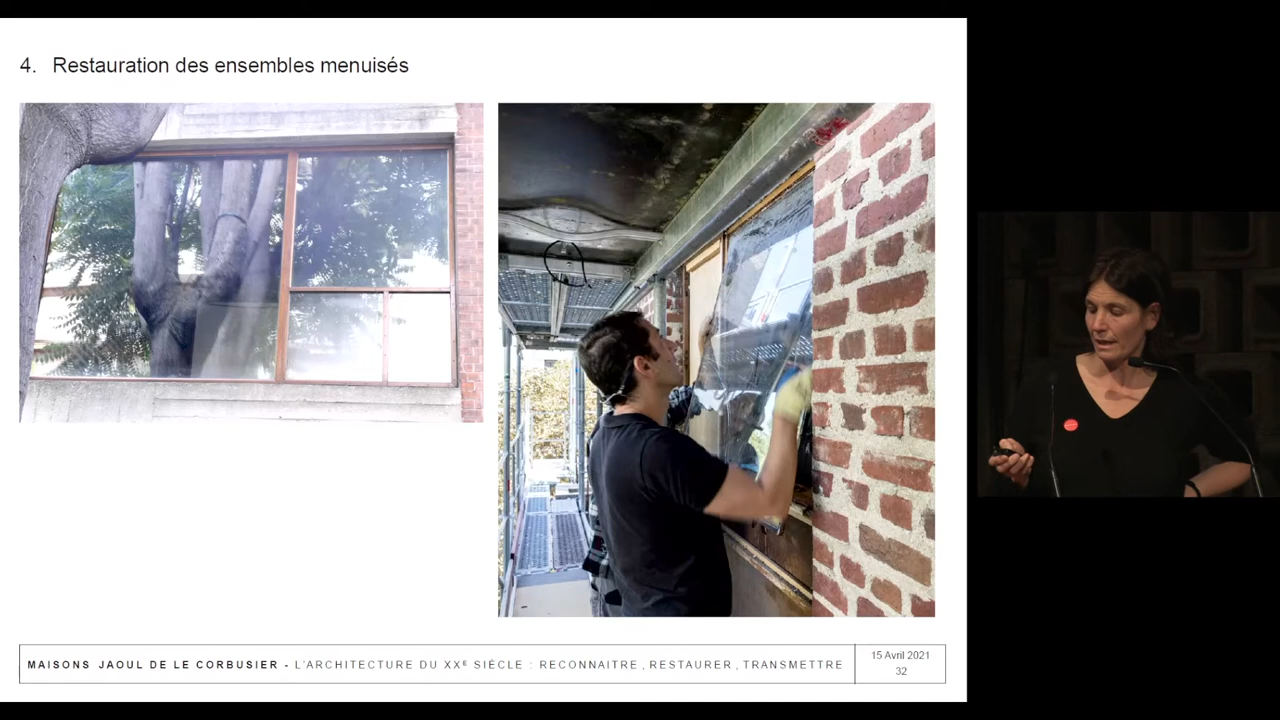 4. Restauration des ensembles menuisés
MAISONS JAOUL DE LE CORBUSIER - L'ARCHITECTURE DU XXE SIÈCLE : RECONNAITRE , RESTAURER , TRANSMETTRE
15 Avril 2021
32